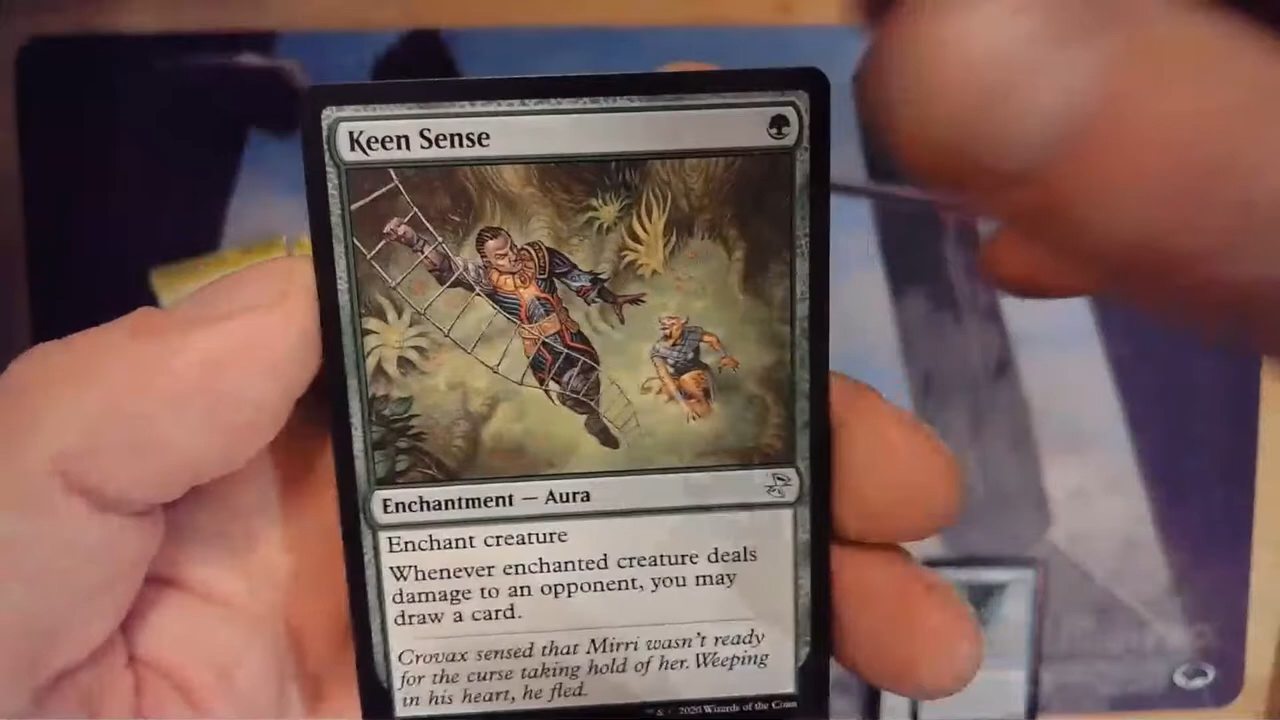 Keen Sense
Enchantment — Aura
Enchant creature
Whenever enchanted creature deals
damage to an opponent, you may
draw a card.
Crovax sensed that Mirri wasn't ready
for the curse taking hold of her. Weeping
in his heart, he fled.
2020 Wizards of the Coast